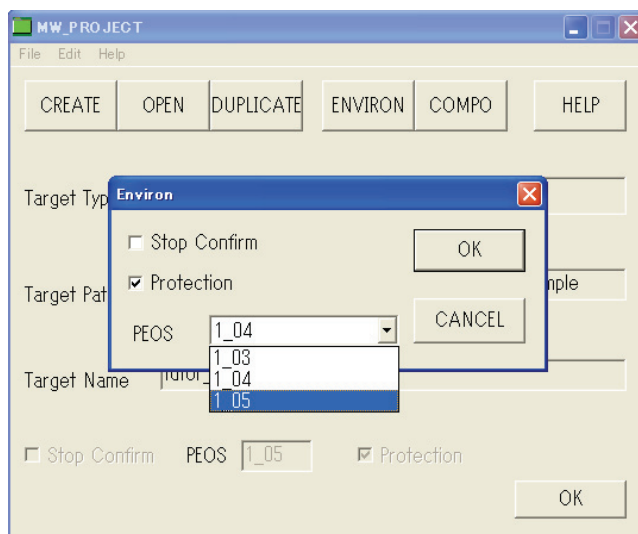 MW_PROJECT
File Edit Help
CREATE OPEN DUPLICATE ENVIRON COMPO HELP
Target Typ
Environ
Stop Confirm
OK
Protection
Target Pat
mple
PEOS 1_04
CANCEL
1_03
1_04
1_05
Target Name
Stop Confirm PEOS 1_05 Protection
OK